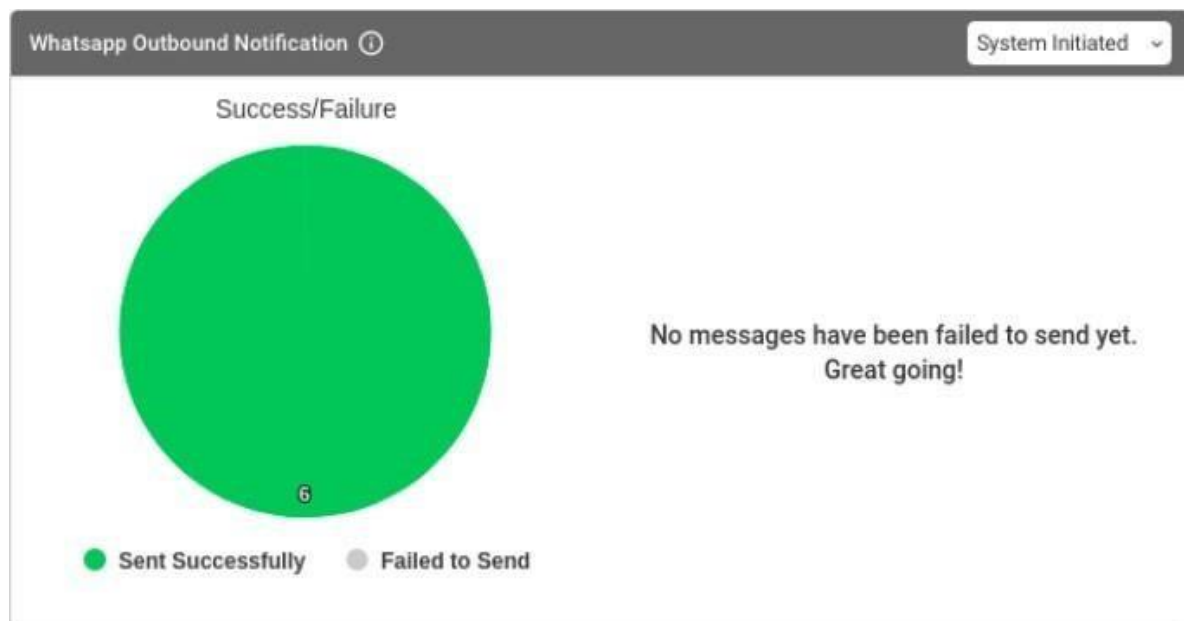 Whatsapp Outbound Notification
System Initiated
Success/Failure
No messages have been failed to send yet.
Great going!
6
Sent Successfully
Failed to Send